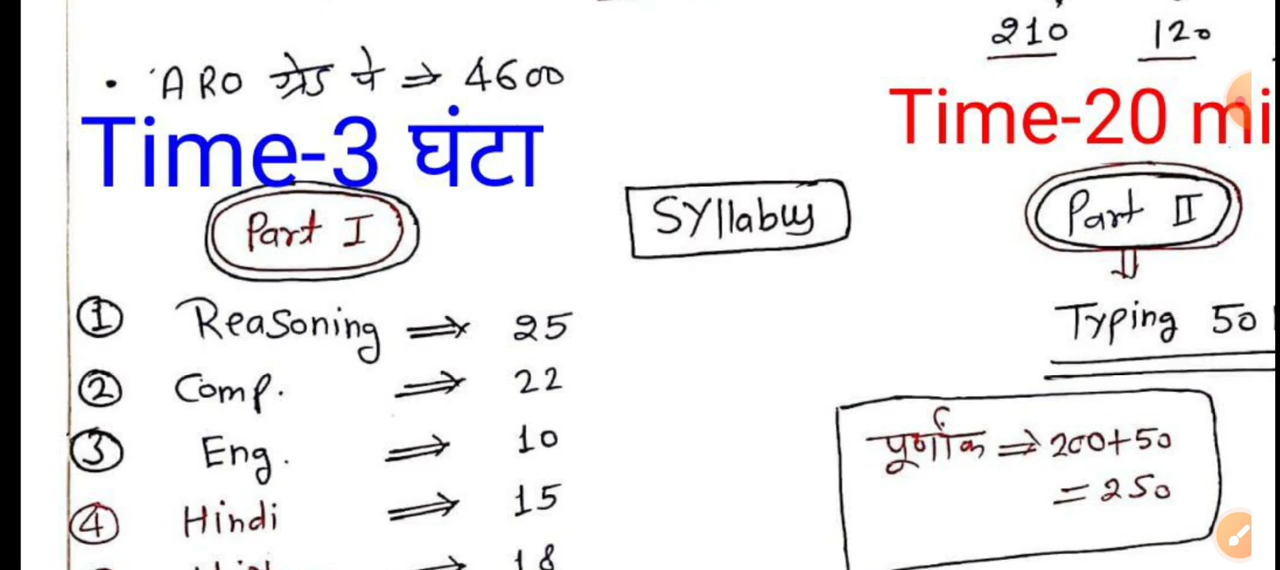 210 120
• 'ARO ग्रेड पे ⇒ 4600
Time-3 घंटा
Time-20 mi
Part I
Syllabus
Part II
① Reasoning ⇒ 25
② Comp. ⇒ 22
③ Eng. ⇒ 10
④ Hindi ⇒ 15
⇒ 18
Typing 50
पूर्णांक ⇒ 200+50
= 250